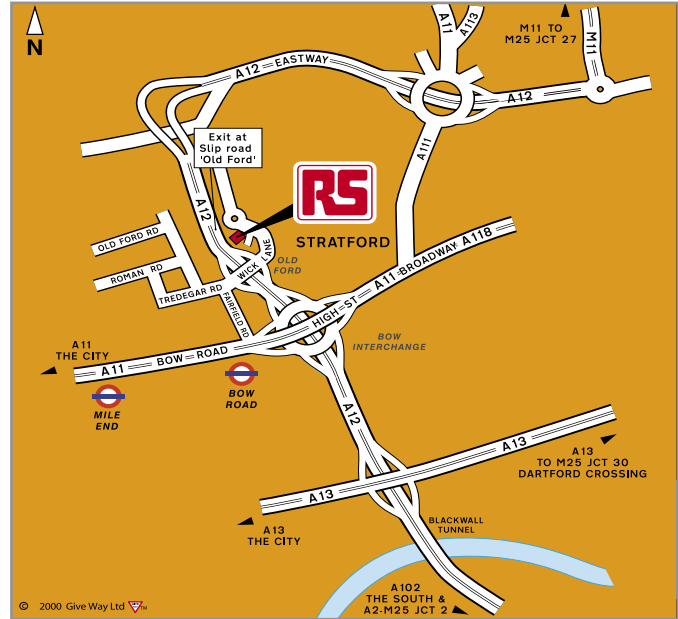 N
A11
A113
M11 TO
M25 JCT 27
M11
A12 EASTWAY
A12
Exit at
Slip road
'Old Ford'
A111
RS
A12
STRATFORD
OLD FORD RD
ROMAN RD
TREDEGAR RD
WICK LANE
OLD
FORD
FAIRFIELD RD
HIGH-ST
A11-BROADWAY A118
BOW
INTERCHANGE
A11
THE CITY
A11
BOW ROAD
MILE
END
BOW
ROAD
A12
A13
A13
TO M25 JCT 30
DARTFORD CROSSING
A13
A13
THE CITY
BLACKWALL
TUNNEL
A102
THE SOUTH &
A2-M25 JCT 2
© 2000 Give Way Ltd TM